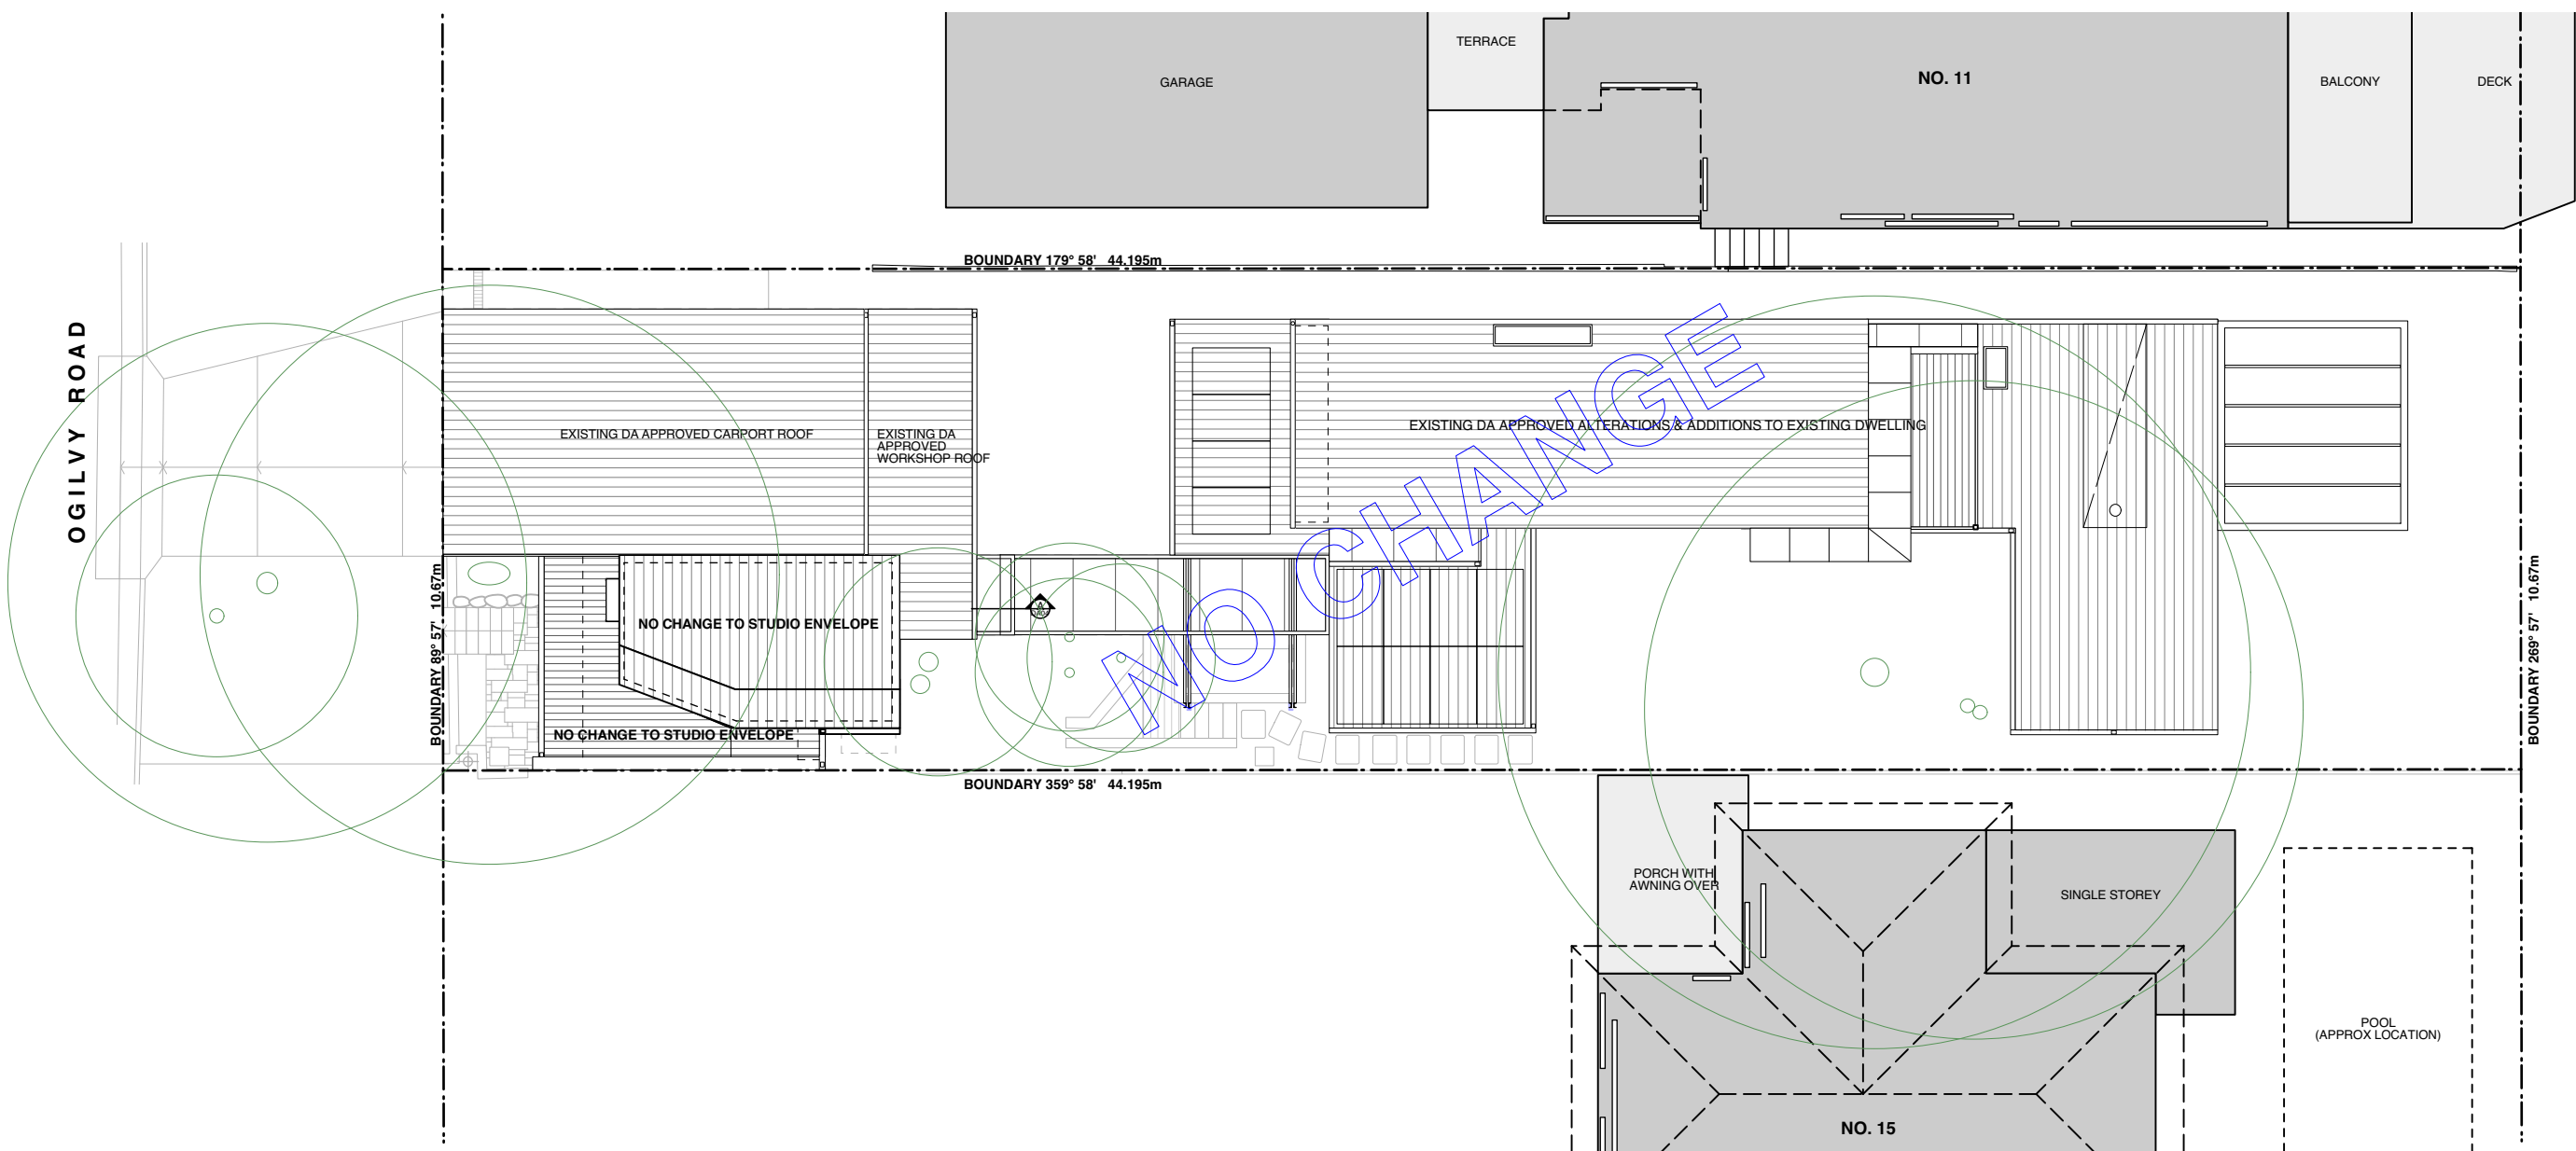 TERRACE
GARAGE
NO. 11
BALCONY
DECK
BOUNDARY 179° 58' 44.195m
OGILVY ROAD
EXISTING DA APPROVED CARPORT ROOF
EXISTING DA
APPROVED
WORKSHOP ROOF
EXISTING DA APPROVED ALTERATIONS & ADDITIONS TO EXISTING DWELLING
NO CHANGE
BOUNDARY 89° 57' 10.67m
NO CHANGE TO STUDIO ENVELOPE
NO CHANGE TO STUDIO ENVELOPE
BOUNDARY 269° 57' 10.67m
BOUNDARY 359° 58' 44.195m
PORCH WITH
AWNING OVER
SINGLE STOREY
POOL
(APPROX LOCATION)
NO. 15